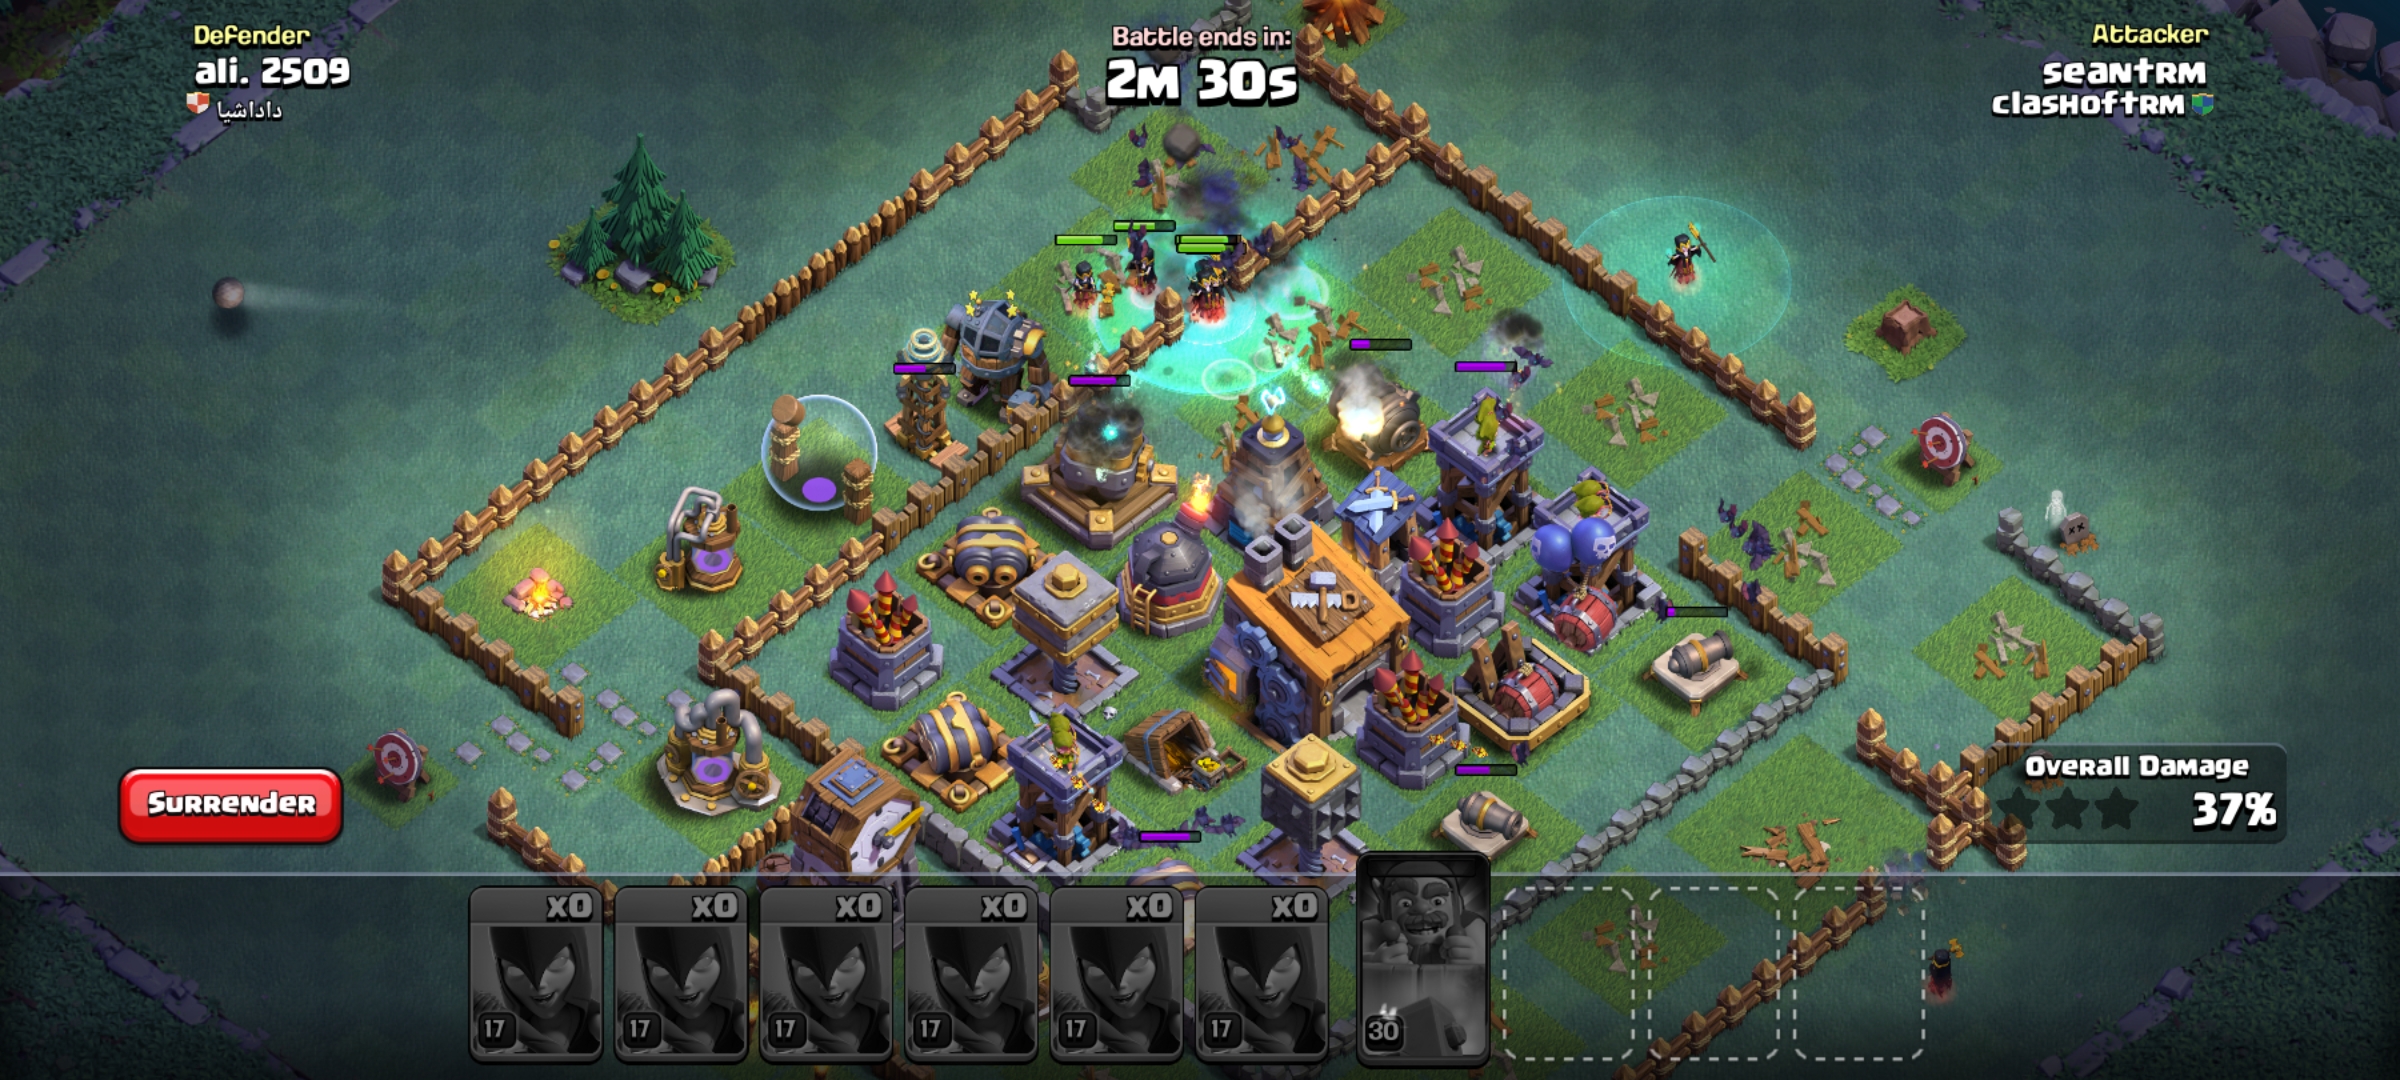 Defender
ali. 2509
داداشیا
Battle ends in:
2M 30s
Attacker
seantRM
clashoftRM
Surrender
Overall Damage
37%
x0
x0
x0
x0
x0
x0
17
17
17
17
17
17
30